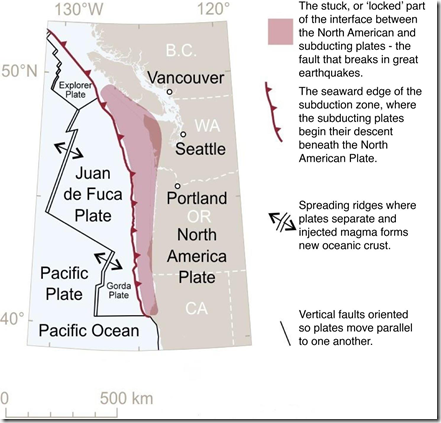 130°W
120°
50°N
40°
B.C.
Vancouver
Explorer
Plate
WA
Seattle
Juan
de Fuca
Plate
Portland
OR
North
America
Plate
Pacific
Plate
Gorda
Plate
CA
Pacific Ocean
0
500 km
The stuck, or 'locked' part
of the interface between
the North American and
subducting plates - the
fault that breaks in great
earthquakes.
The seaward edge of the
subduction zone, where
the subducting plates
begin their descent
beneath the North
American Plate.
Spreading ridges where
plates separate and
injected magma forms
new oceanic crust.
Vertical faults oriented
so plates move parallel
to one another.